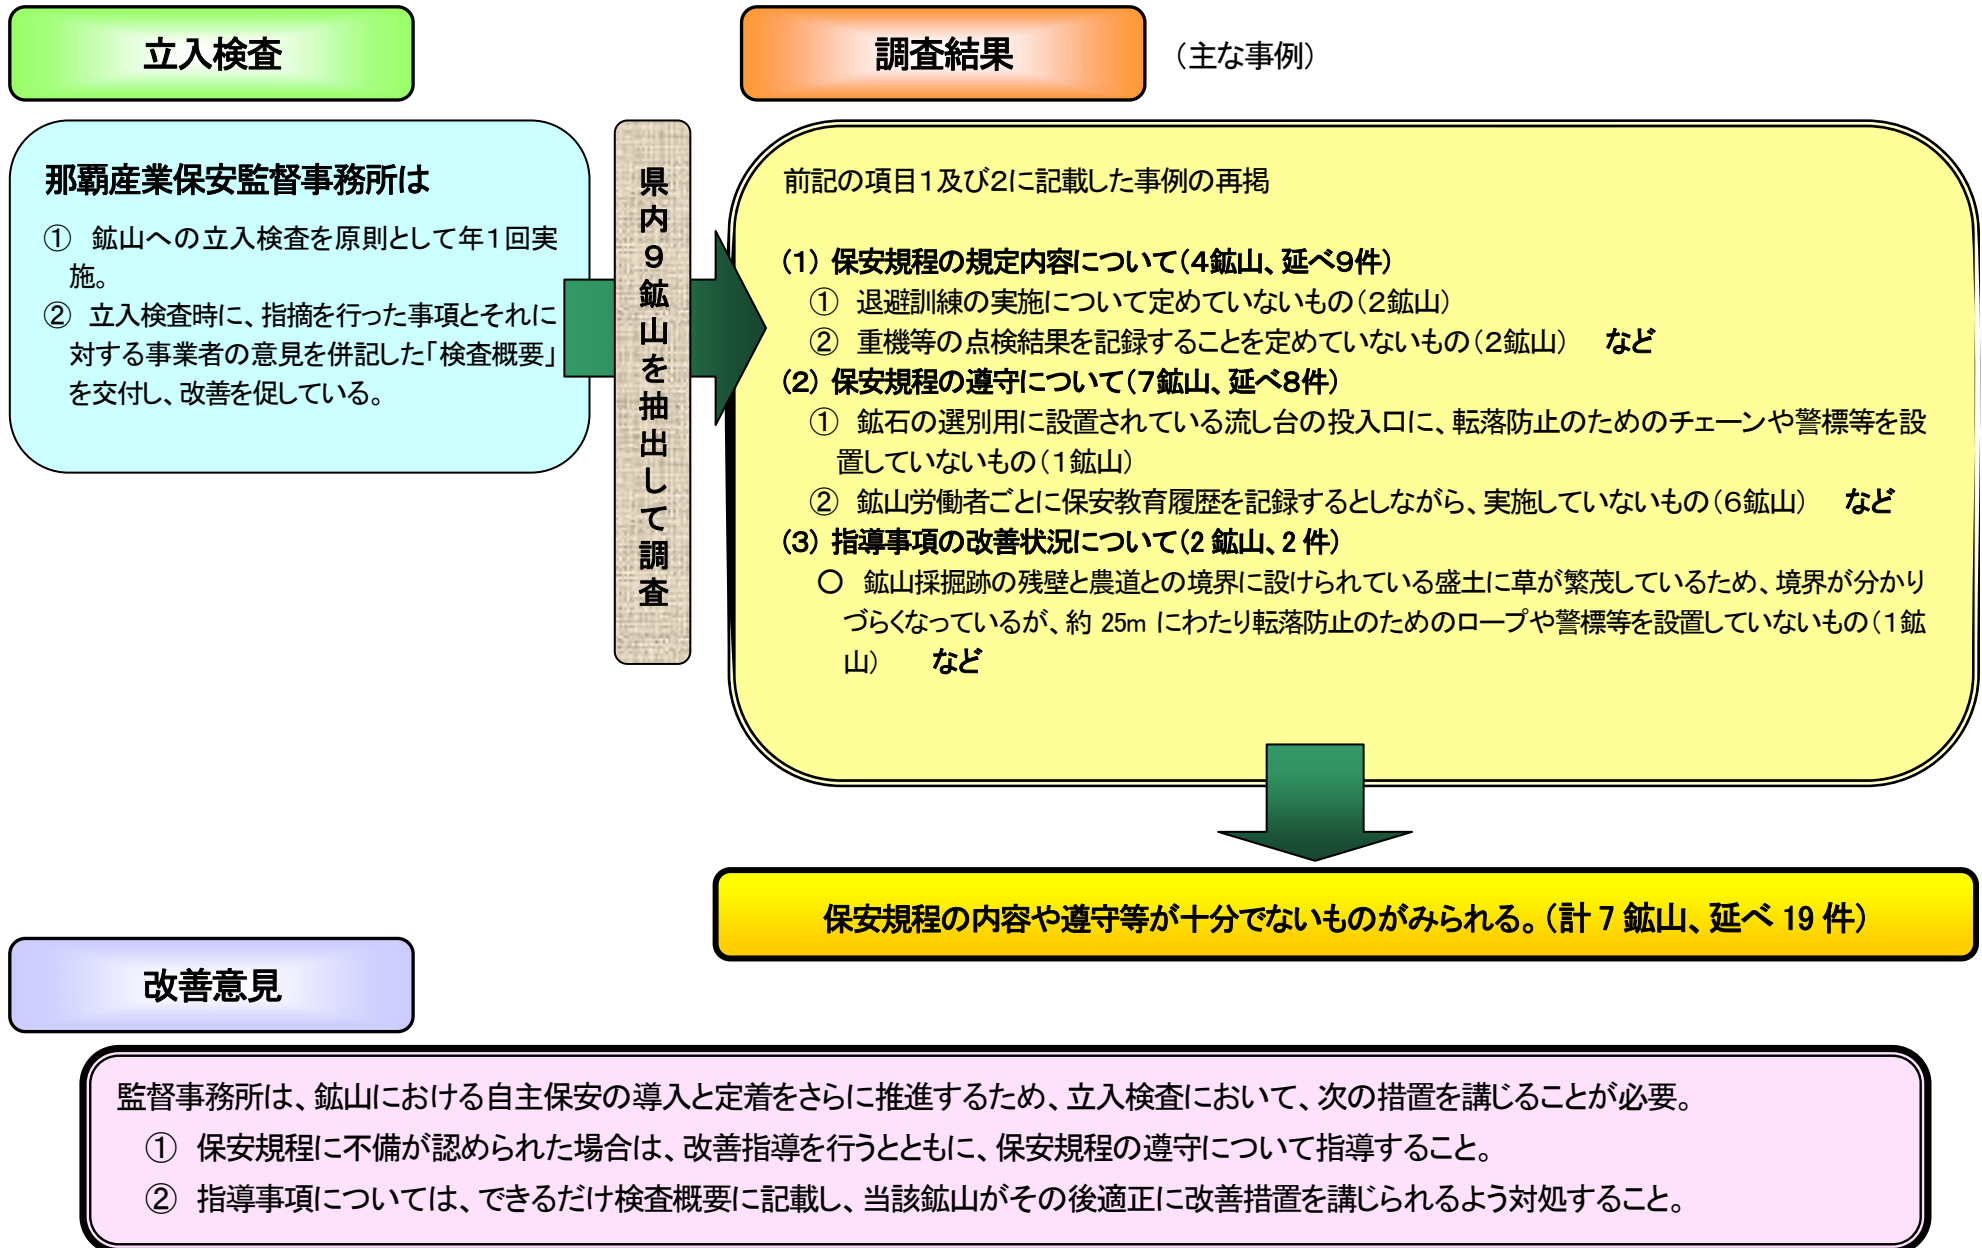 立入検査
那覇産業保安監督事務所は
① 鉱山への立入検査を原則として年1回実
施。
② 立入検査時に、指摘を行った事項とそれに
対する事業者の意見を併記した「検査概要」
を交付し、改善を促している。
県内9鉱山を抽出して調査
調査結果 (主な事例)
前記の項目1及び2に記載した事例の再掲
(1) 保安規程の規定内容について(4鉱山、延べ9件)
① 退避訓練の実施について定めていないもの(2鉱山)
② 重機等の点検結果を記録することを定めていないもの(2鉱山) など
(2) 保安規程の遵守について(7鉱山、延べ8件)
① 鉱石の選別用に設置されている流し台の投入口に、転落防止のためのチェーンや警標等を設
置していないもの(1鉱山)
② 鉱山労働者ごとに保安教育履歴を記録するとしながら、実施していないもの(6鉱山) など
(3) 指導事項の改善状況について(2 鉱山、2 件)
○ 鉱山採掘跡の残壁と農道との境界に設けられている盛土に草が繁茂しているため、境界が分かり
づらくなっているが、約 25m にわたり転落防止のためのロープや警標等を設置していないもの(1鉱
山) など
保安規程の内容や遵守等が十分でないものがみられる。(計 7 鉱山、延べ 19 件)
改善意見
監督事務所は、鉱山における自主保安の導入と定着をさらに推進するため、立入検査において、次の措置を講じることが必要。
① 保安規程に不備が認められた場合は、改善指導を行うとともに、保安規程の遵守について指導すること。
② 指導事項については、できるだけ検査概要に記載し、当該鉱山がその後適正に改善措置を講じられるよう対処すること。